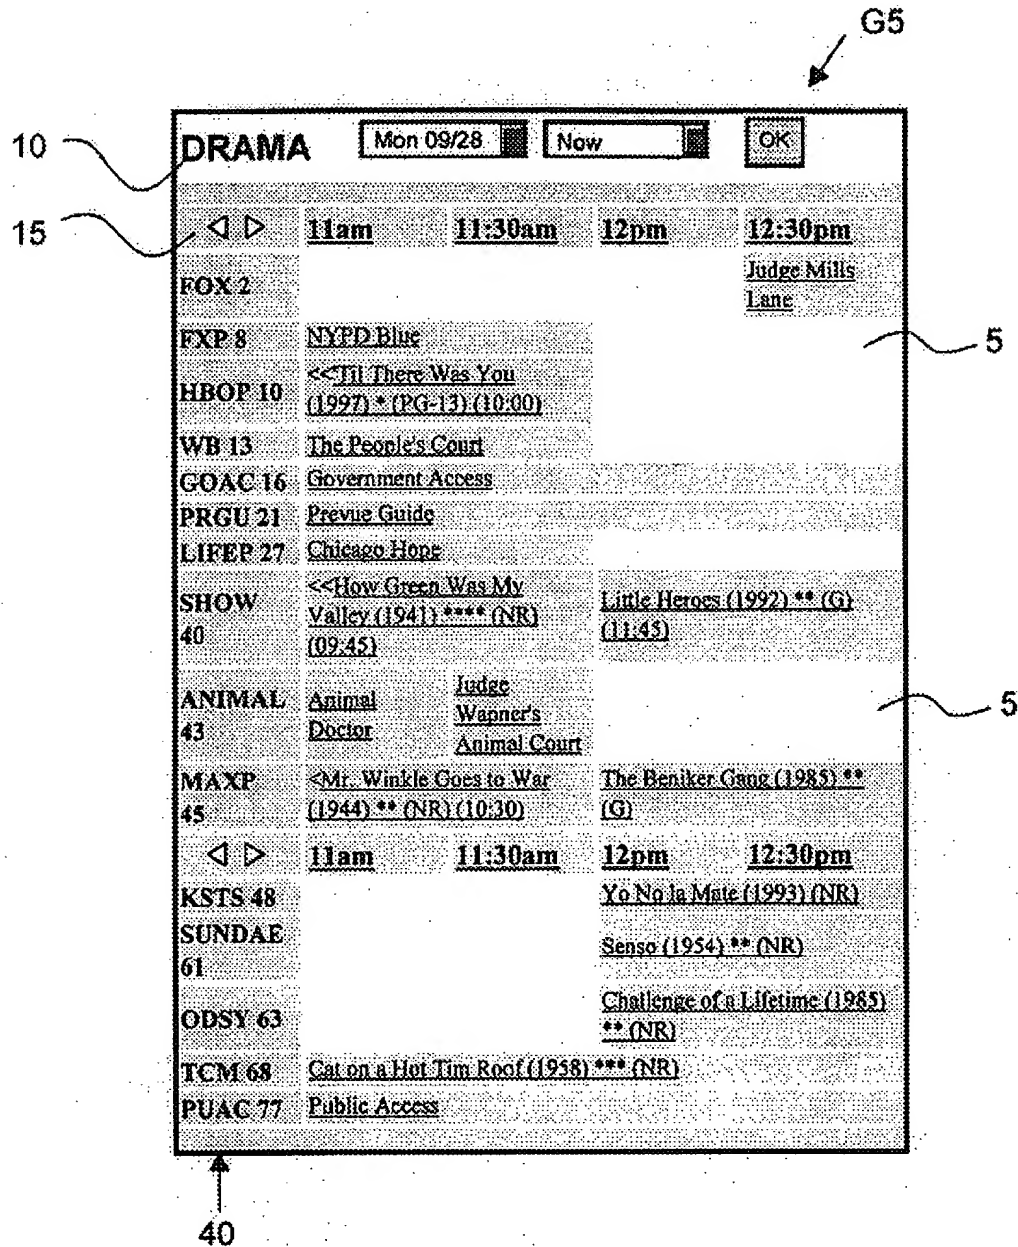 G5
10
DRAMA Mon 09/28 Now OK
15
11am 11:30am 12pm 12:30pm
FOX 2
Judge Mills
Lane
FXP 8 NYPD Blue
5
HBOP 10
<<Til There Was You
(1997) * (PG-13) (10:00)
WB 13 The People's Court
GOAC 16 Government Access
PRGU 21 Prevue Guide
LIFEP 27 Chicago Hope
SHOW
40
<<How Green Was My
Valley (1941) **** (NR)
(09:45)
Little Heroes (1992) ** (G)
(11:45)
ANIMAL
43
Animal
Doctor
Judge
Wapner's
Animal Court
5
MAXP
45
<Mr. Winkle Goes to War
(1944) ** (NR) (10:30)
The Beniker Gang (1985) **
(G)
11am 11:30am 12pm 12:30pm
KSTS 48 Yo No la Mate (1993) (NR)
SUNDAE
61
Senso (1954) ** (NR)
ODSY 63
Challenge of a Lifetime (1985)
** (NR)
TCM 68 Cat on a Hot Tim Roof (1958) *** (NR)
PUAC 77 Public Access
40